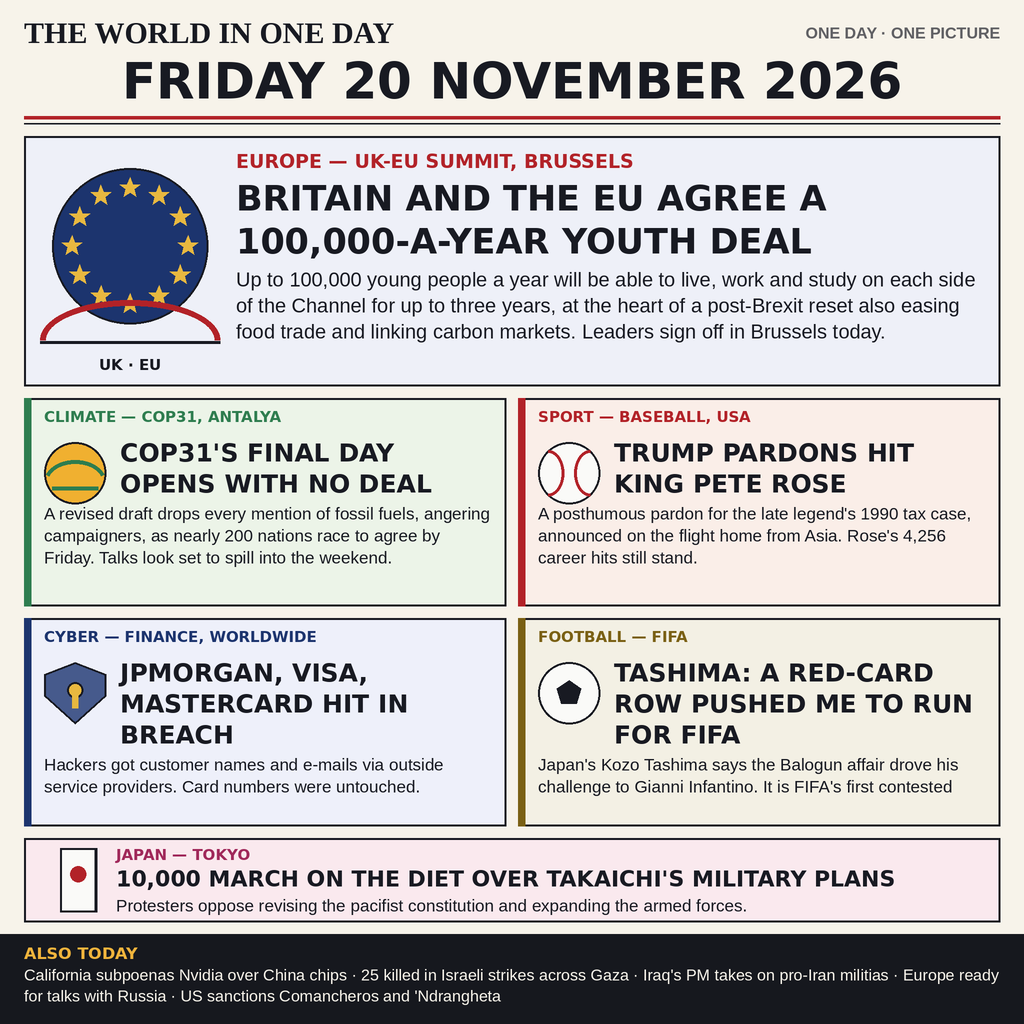 THE WORLD IN ONE DAY
ONE DAY · ONE PICTURE
FRIDAY 20 NOVEMBER 2026
EUROPE — UK-EU SUMMIT, BRUSSELS
BRITAIN AND THE EU AGREE A
100,000-A-YEAR YOUTH DEAL
Up to 100,000 young people a year will be able to live, work and study on each side
of the Channel for up to three years, at the heart of a post-Brexit reset also easing
food trade and linking carbon markets. Leaders sign off in Brussels today.
UK · EU
CLIMATE — COP31, ANTALYA
COP31'S FINAL DAY
OPENS WITH NO DEAL
A revised draft drops every mention of fossil fuels, angering
campaigners, as nearly 200 nations race to agree by
Friday. Talks look set to spill into the weekend.
SPORT — BASEBALL, USA
TRUMP PARDONS HIT
KING PETE ROSE
A posthumous pardon for the late legend's 1990 tax case,
announced on the flight home from Asia. Rose's 4,256
career hits still stand.
CYBER — FINANCE, WORLDWIDE
JPMORGAN, VISA,
MASTERCARD HIT IN
BREACH
Hackers got customer names and e-mails via outside
service providers. Card numbers were untouched.
FOOTBALL — FIFA
TASHIMA: A RED-CARD
ROW PUSHED ME TO RUN
FOR FIFA
Japan's Kozo Tashima says the Balogun affair drove his
challenge to Gianni Infantino. It is FIFA's first contested
JAPAN — TOKYO
10,000 MARCH ON THE DIET OVER TAKAICHI'S MILITARY PLANS
Protesters oppose revising the pacifist constitution and expanding the armed forces.
ALSO TODAY
California subpoenas Nvidia over China chips · 25 killed in Israeli strikes across Gaza · Iraq's PM takes on pro-Iran militias · Europe ready
for talks with Russia · US sanctions Comancheros and 'Ndrangheta